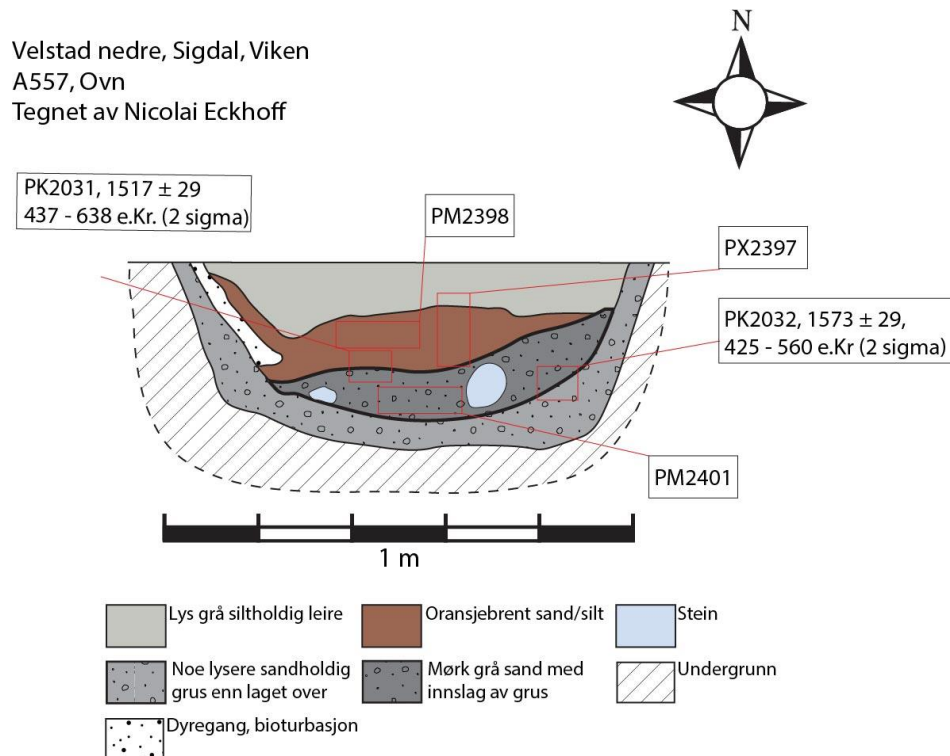 Velstad nedre, Sigdal, Viken
A557, Ovn
Tegnet av Nicolai Eckhoff
N
PK2031, 1517 ± 29
437 - 638 e.Kr. (2 sigma)
PM2398
PX2397
PK2032, 1573 ± 29,
425 - 560 e.Kr (2 sigma)
PM2401
1 m
Lys grå siltholdig leire
Oransjebrent sand/silt
Stein
Noe lysere sandholdig
grus enn laget over
Mørk grå sand med
innslag av grus
Undergrunn
Dyregang, bioturbasjon